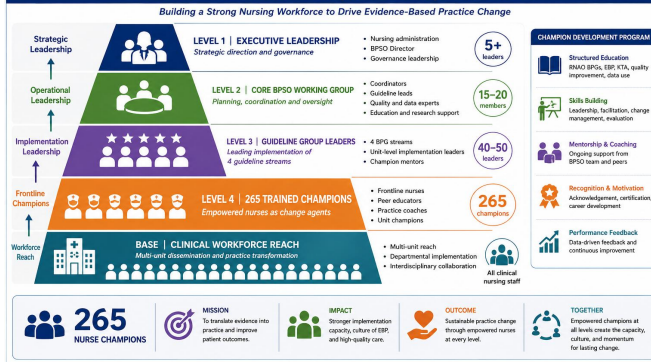 Building a Strong Nursing Workforce to Drive Evidence-Based Practice Change
Strategic
Leadership
LEVEL 1 | EXECUTIVE LEADERSHIP
Strategic direction and governance
• Nursing administration
• BPSO Director
• Governance leadership
5+
leaders
Operational
Leadership
LEVEL 2 | CORE BPSO WORKING GROUP
Planning, coordination and oversight
• Coordinators
• Guideline leads
• Quality and data experts
• Education and research support
15–20
members
Implementation
Leadership
LEVEL 3 | GUIDELINE GROUP LEADERS
Leading implementation of
4 guideline streams
• 4 BPG streams
• Unit-level implementation leaders
• Champion mentors
40–50
leaders
Frontline
Champions
LEVEL 4 | 265 TRAINED CHAMPIONS
Empowered nurses as change agents
• Frontline nurses
• Peer educators
• Practice coaches
• Unit champions
265
champions
Workforce
Reach
BASE | CLINICAL WORKFORCE REACH
Multi-unit dissemination and practice transformation
• Multi-unit reach
• Departmental implementation
• Interdisciplinary collaboration
All clinical
nursing staff
CHAMPION DEVELOPMENT PROGRAM
Structured Education
RNAO BPGs, EBP, KTA, quality
improvement, data use
Skills Building
Leadership, facilitation, change
management, evaluation
Mentorship & Coaching
Ongoing support from
BPSO team and peers
Recognition & Motivation
Acknowledgement, certification,
career development
Performance Feedback
Data-driven feedback and
continuous improvement
265
NURSE CHAMPIONS
MISSION
To translate evidence into
practice and improve
patient outcomes.
IMPACT
Stronger implementation
capacity, culture of EBP,
and high-quality care.
OUTCOME
Sustainable practice change
through empowered nurses
at every level.
TOGETHER
Empowered champions at
all levels create the capacity,
culture, and momentum
for lasting change.